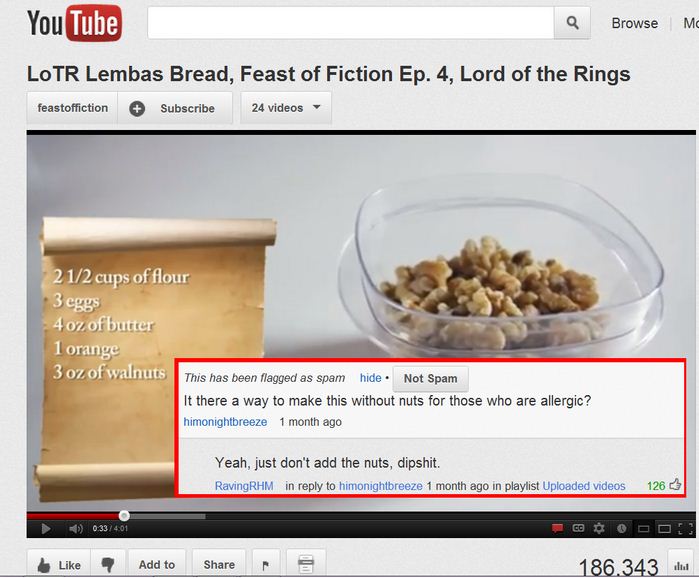 You Tube
Browse Mo
LoTR Lembas Bread, Feast of Fiction Ep. 4, Lord of the Rings
feastoffiction Subscribe 24 videos
2 1/2 cups of flour
3 eggs
4 oz of butter
1 orange
3 oz of walnuts
This has been flagged as spam hide • Not Spam
It there a way to make this without nuts for those who are allergic?
himonightbreeze 1 month ago
Yeah, just don't add the nuts, dipshit.
RavingRHM in reply to himonightbreeze 1 month ago in playlist Uploaded videos 126
0:33 / 4:01
CC
Like Add to Share 186,343